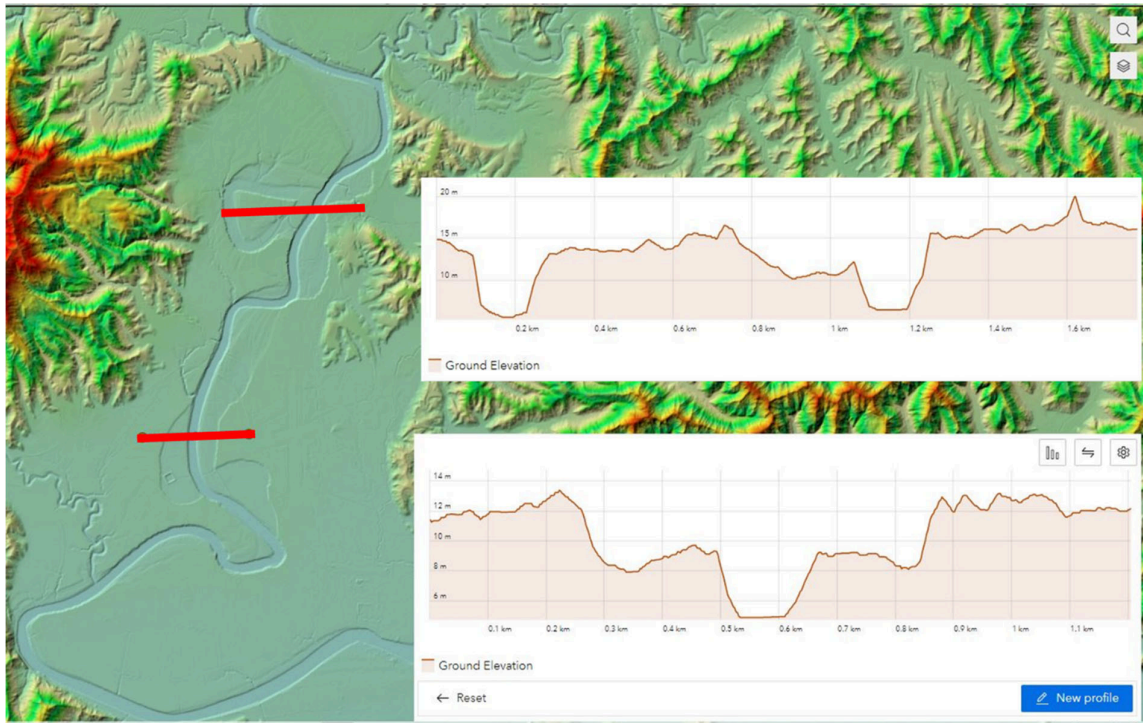 20 m
15 m
10 m
0.2 km 0.4 km 0.6 km 0.8 km 1 km 1.2 km 1.4 km 1.6 km
Ground Elevation
14 m
12 m
10 m
8 m
6 m
0.1 km 0.2 km 0.3 km 0.4 km 0.5 km 0.6 km 0.7 km 0.8 km 0.9 km 1 km 1.1 km
Ground Elevation
Reset New profile